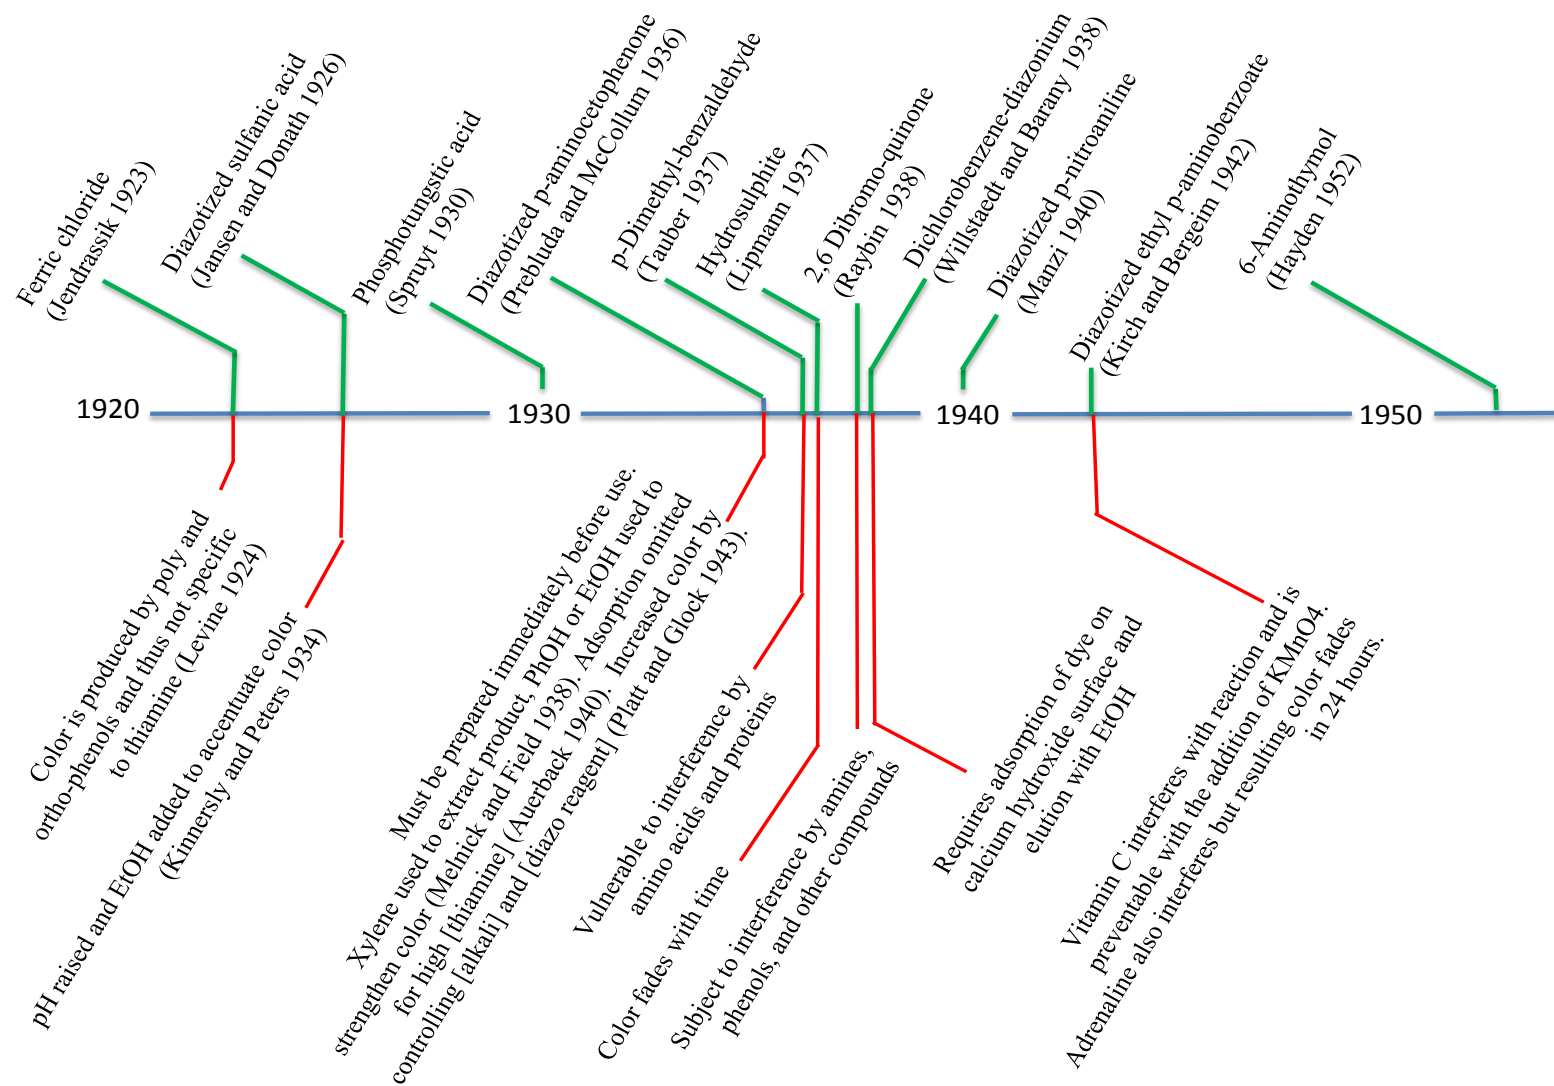 Ferric chloride
(Jendrassik 1923)
Diazotized sulfanic acid
(Jansen and Donath 1926)
Phosphotungstic acid
(Spruyt 1930)
Diazotized p-aminocetophenone
(Prebluda and McCollum 1936)
p-Dimethyl-benzaldehyde
(Tauber 1937)
Hydrosulphite
(Lipmann 1937)
2,6 Dibromo-quinone
(Raybin 1938)
Dichlorobenzene-diazonium
(Willstaedt and Barany 1938)
Diazotized p-nitroaniline
(Manzi 1940)
Diazotized ethyl p-aminobenzoate
(Kirch and Bergeim 1942)
6-Aminothymol
(Hayden 1952)
1920
1930
1940
1950
Color is produced by poly and
ortho-phenols and thus not specific
to thiamine (Levine 1924)
pH raised and EtOH added to accentuate color
(Kinnersly and Peters 1934)
Must be prepared immediately before use.
Xylene used to extract product, PhOH or EtOH used to
strengthen color (Melnick and Field 1938). Adsorption omitted
for high [thiamine] (Auerback 1940). Increased color by
controlling [alkali] and [diazo reagent] (Platt and Glock 1943).
Vulnerable to interference by
amino acids and proteins
Color fades with time
Subject to interference by amines,
phenols, and other compounds
Requires adsorption of dye on
calcium hydroxide surface and
elution with EtOH
Vitamin C interferes with reaction and is
preventable with the addition of KMnO4.
Adrenaline also interferes but resulting color fades
in 24 hours.